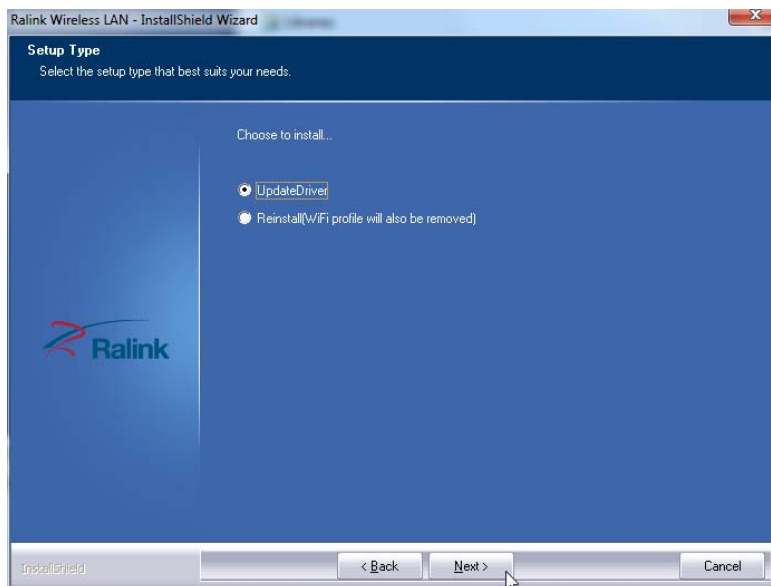 Ralink Wireless LAN - InstallShield Wizard
Setup Type
Select the setup type that best suits your needs.
Choose to install...
UpdateDriver
Reinstall(WiFi profile will also be removed)
Ralink
InstallShield
< Back
Next >
Cancel